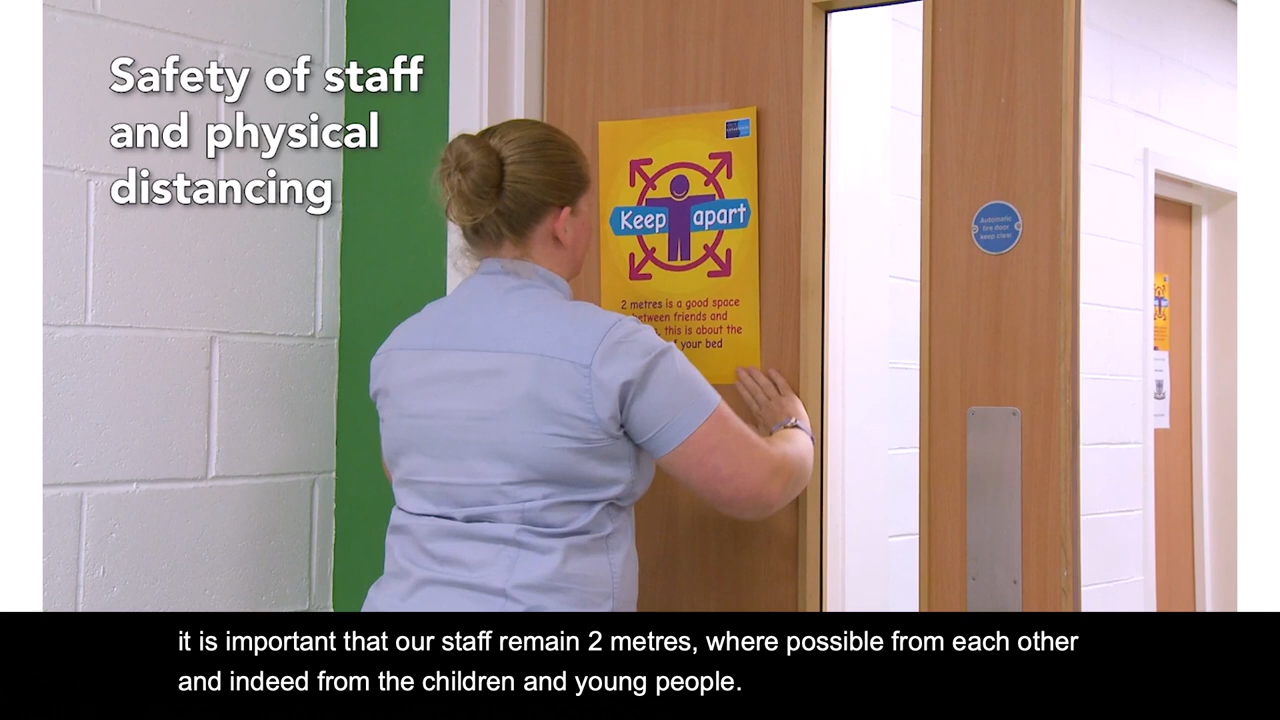 Safety of staff
and physical
distancing
Keep apart
2 metres is a good space
between friends and
this is about the
of your bed
Automatic
fire door
keep clear
it is important that our staff remain 2 metres, where possible from each other
and indeed from the children and young people.